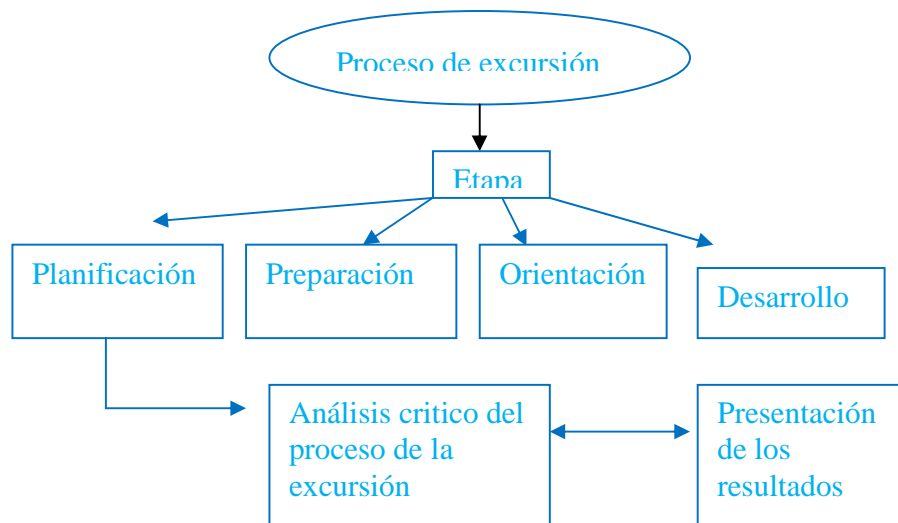 Proceso de excursión
Etapa
Planificación
Preparación
Orientación
Desarrollo
Análisis critico del
proceso de la
excursión
Presentación
de los
resultados